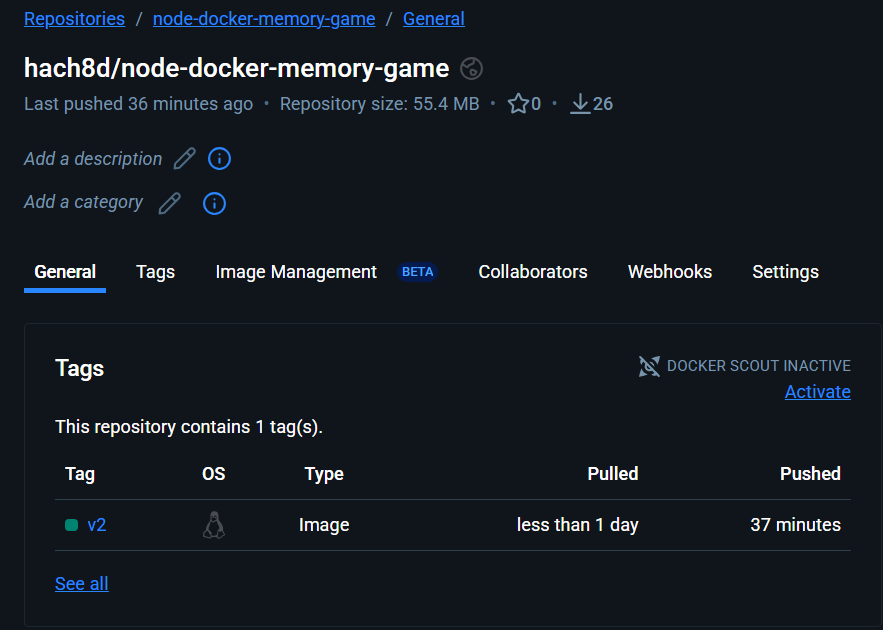 Repositories / node-docker-memory-game / General
hach8d/node-docker-memory-game
Last pushed 36 minutes ago • Repository size: 55.4 MB • 0 • 26
Add a description
Add a category
General Tags Image Management BETA Collaborators Webhooks Settings
Tags
DOCKER SCOUT INACTIVE
Activate
This repository contains 1 tag(s).
Tag OS Type Pulled Pushed
v2 Image less than 1 day 37 minutes
See all